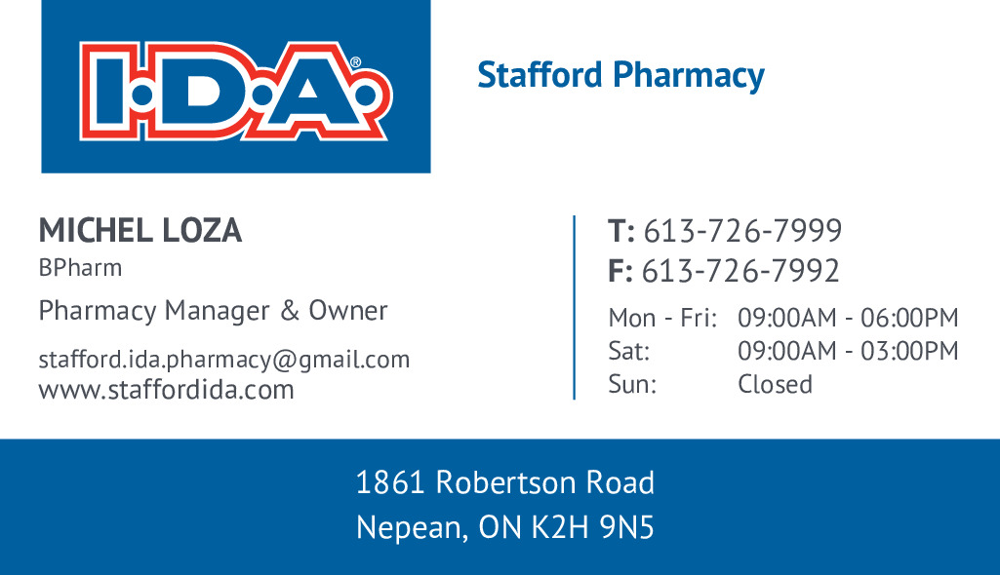 I·D·A·®
Stafford Pharmacy
MICHEL LOZA
BPharm
Pharmacy Manager & Owner
stafford.ida.pharmacy@gmail.com
www.staffordida.com
T: 613-726-7999
F: 613-726-7992
Mon - Fri: 09:00AM - 06:00PM
Sat: 09:00AM - 03:00PM
Sun: Closed
1861 Robertson Road
Nepean, ON K2H 9N5